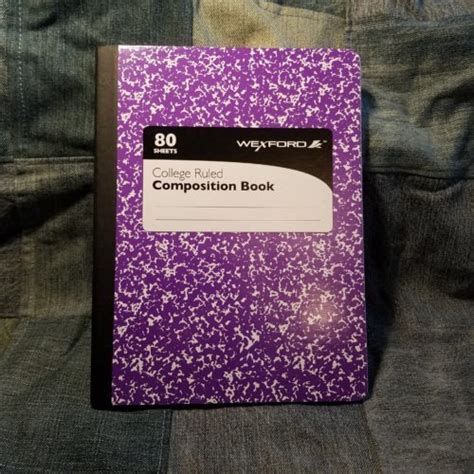 80 WEXFORD
SHEETS
College Ruled
Composition Book